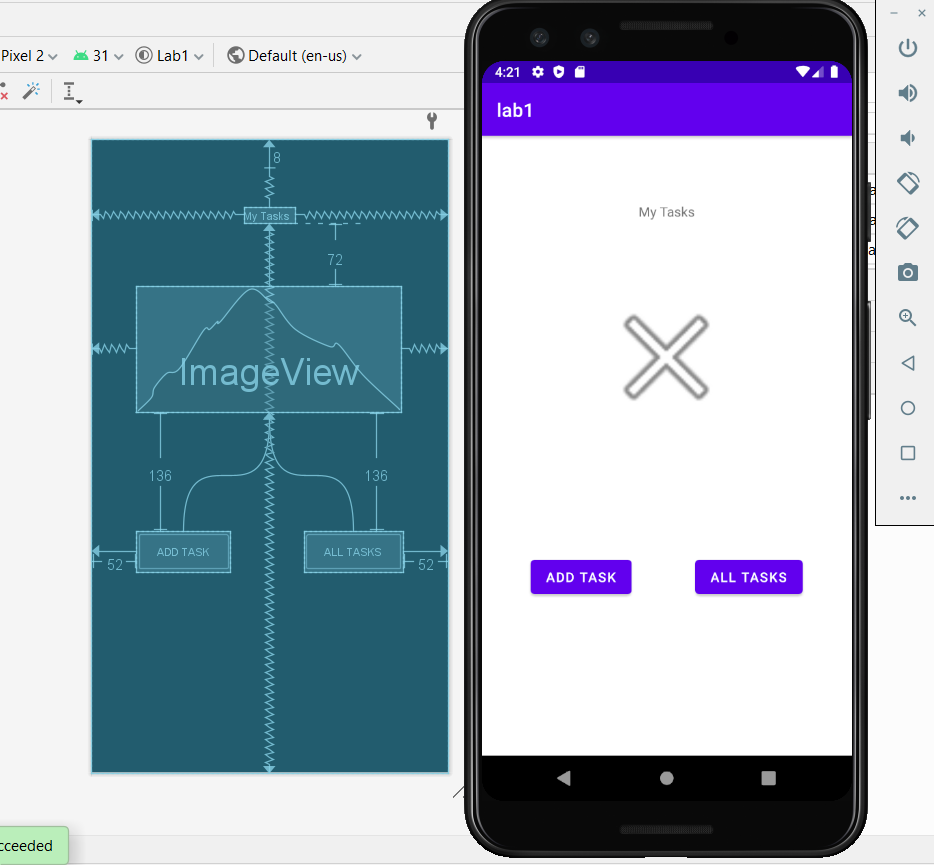 Pixel 2 31 Lab1 Default (en-us)
8
My Tasks
72
ImageView
136 136
ADD TASK ALL TASKS
52 52
cceeded
4:21
lab1
My Tasks
ADD TASK ALL TASKS
a
a
a